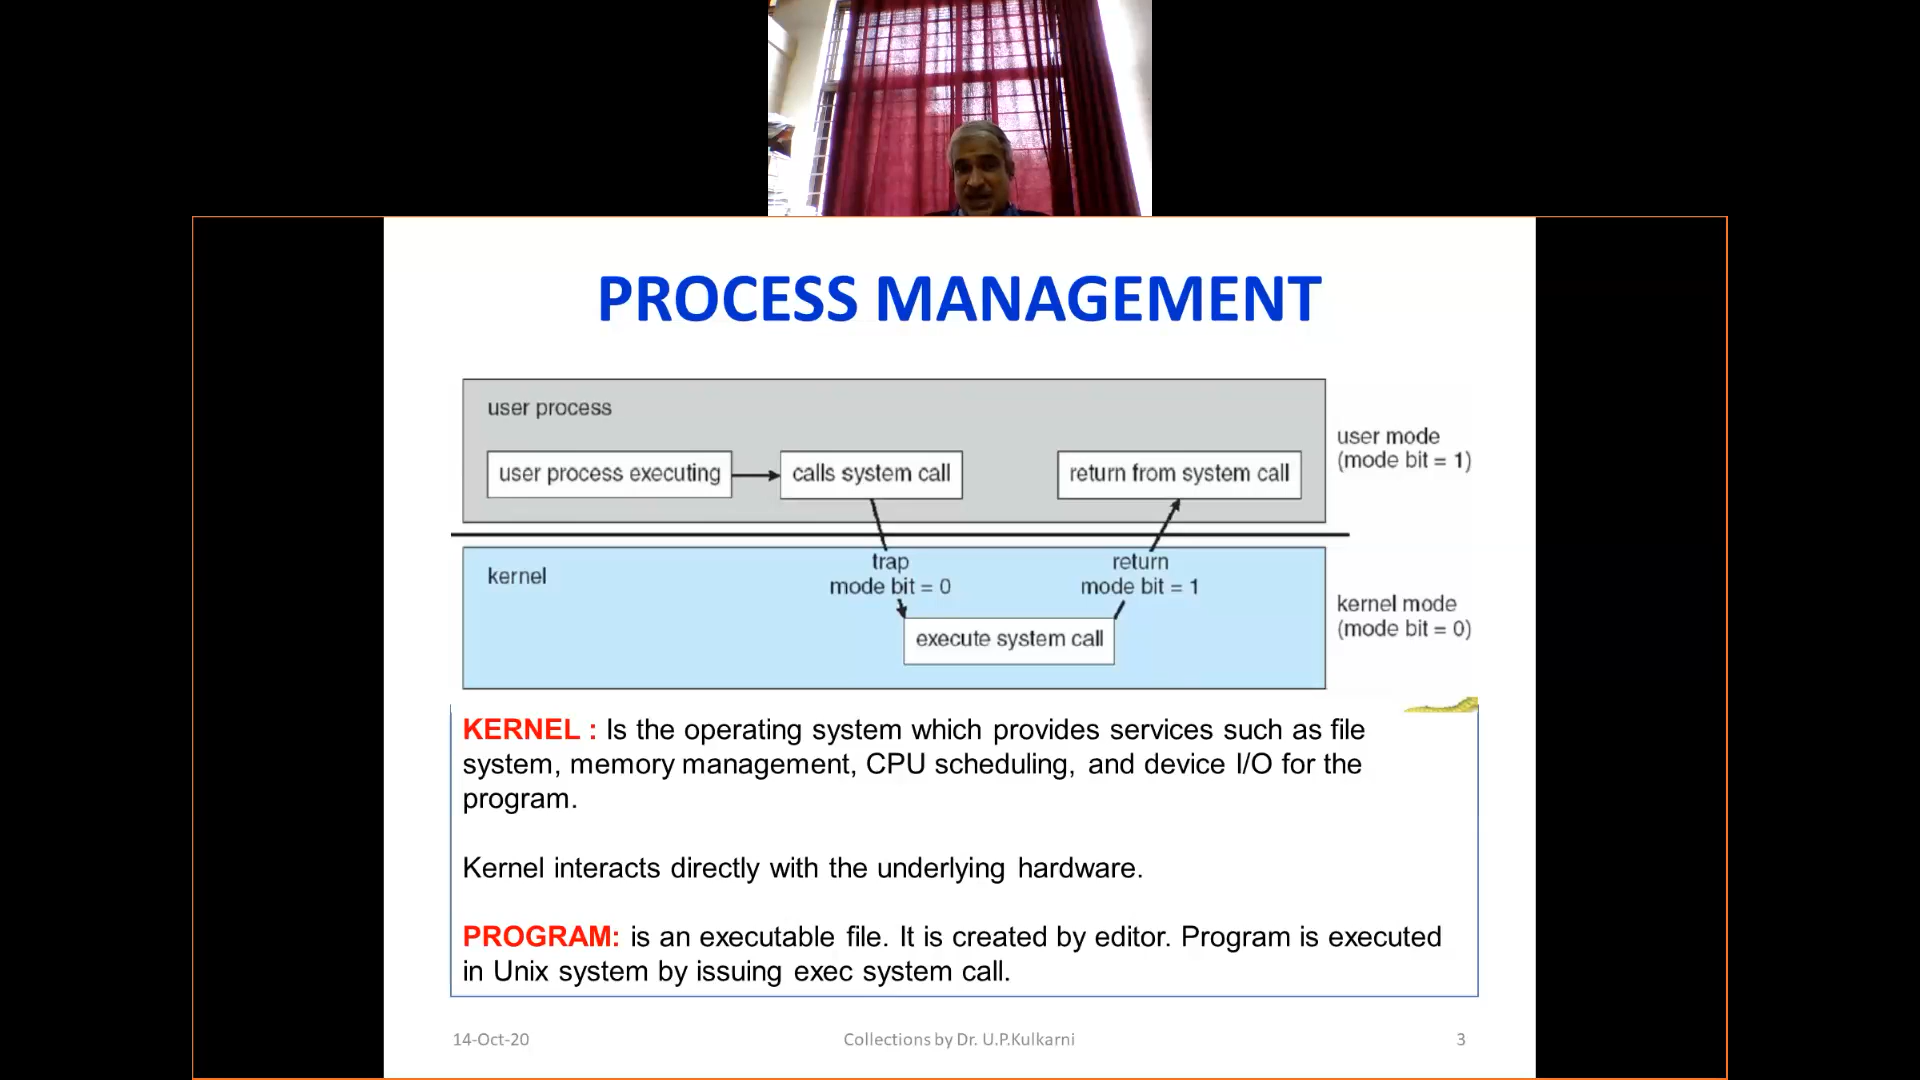 PROCESS MANAGEMENT
user process
user process executing
calls system call
return from system call
user mode
(mode bit = 1)
kernel
trap
mode bit = 0
return
mode bit = 1
execute system call
kernel mode
(mode bit = 0)
KERNEL : Is the operating system which provides services such as file
system, memory management, CPU scheduling, and device I/O for the
program.
Kernel interacts directly with the underlying hardware.
PROGRAM: is an executable file. It is created by editor. Program is executed
in Unix system by issuing exec system call.
14-Oct-20
Collections by Dr. U.P.Kulkarni
3